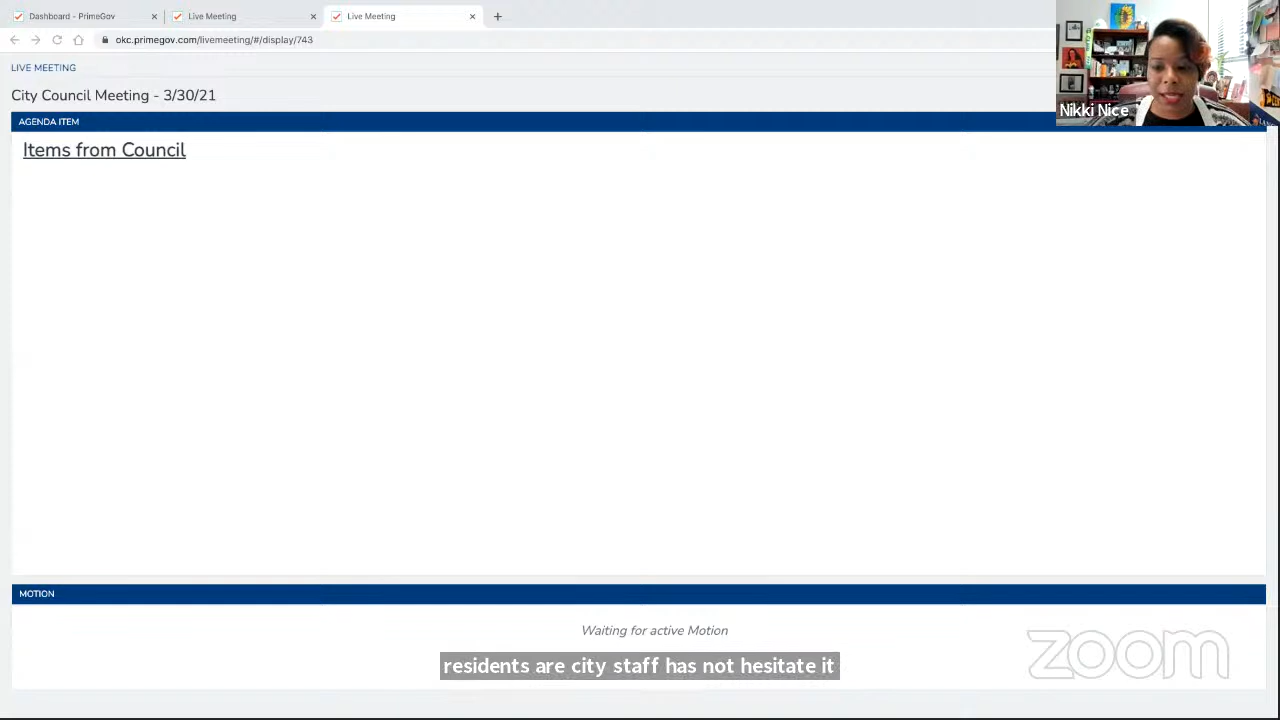 Dashboard - PrimeGov
Live Meeting
Live Meeting
okc.primegov.com/livemeeting/#/display/743
LIVE MEETING
City Council Meeting - 3/30/21
AGENDA ITEM
Items from Council
Nikki Nice
MOTION
Waiting for active Motion
residents are city staff has not hesitate it
zoom